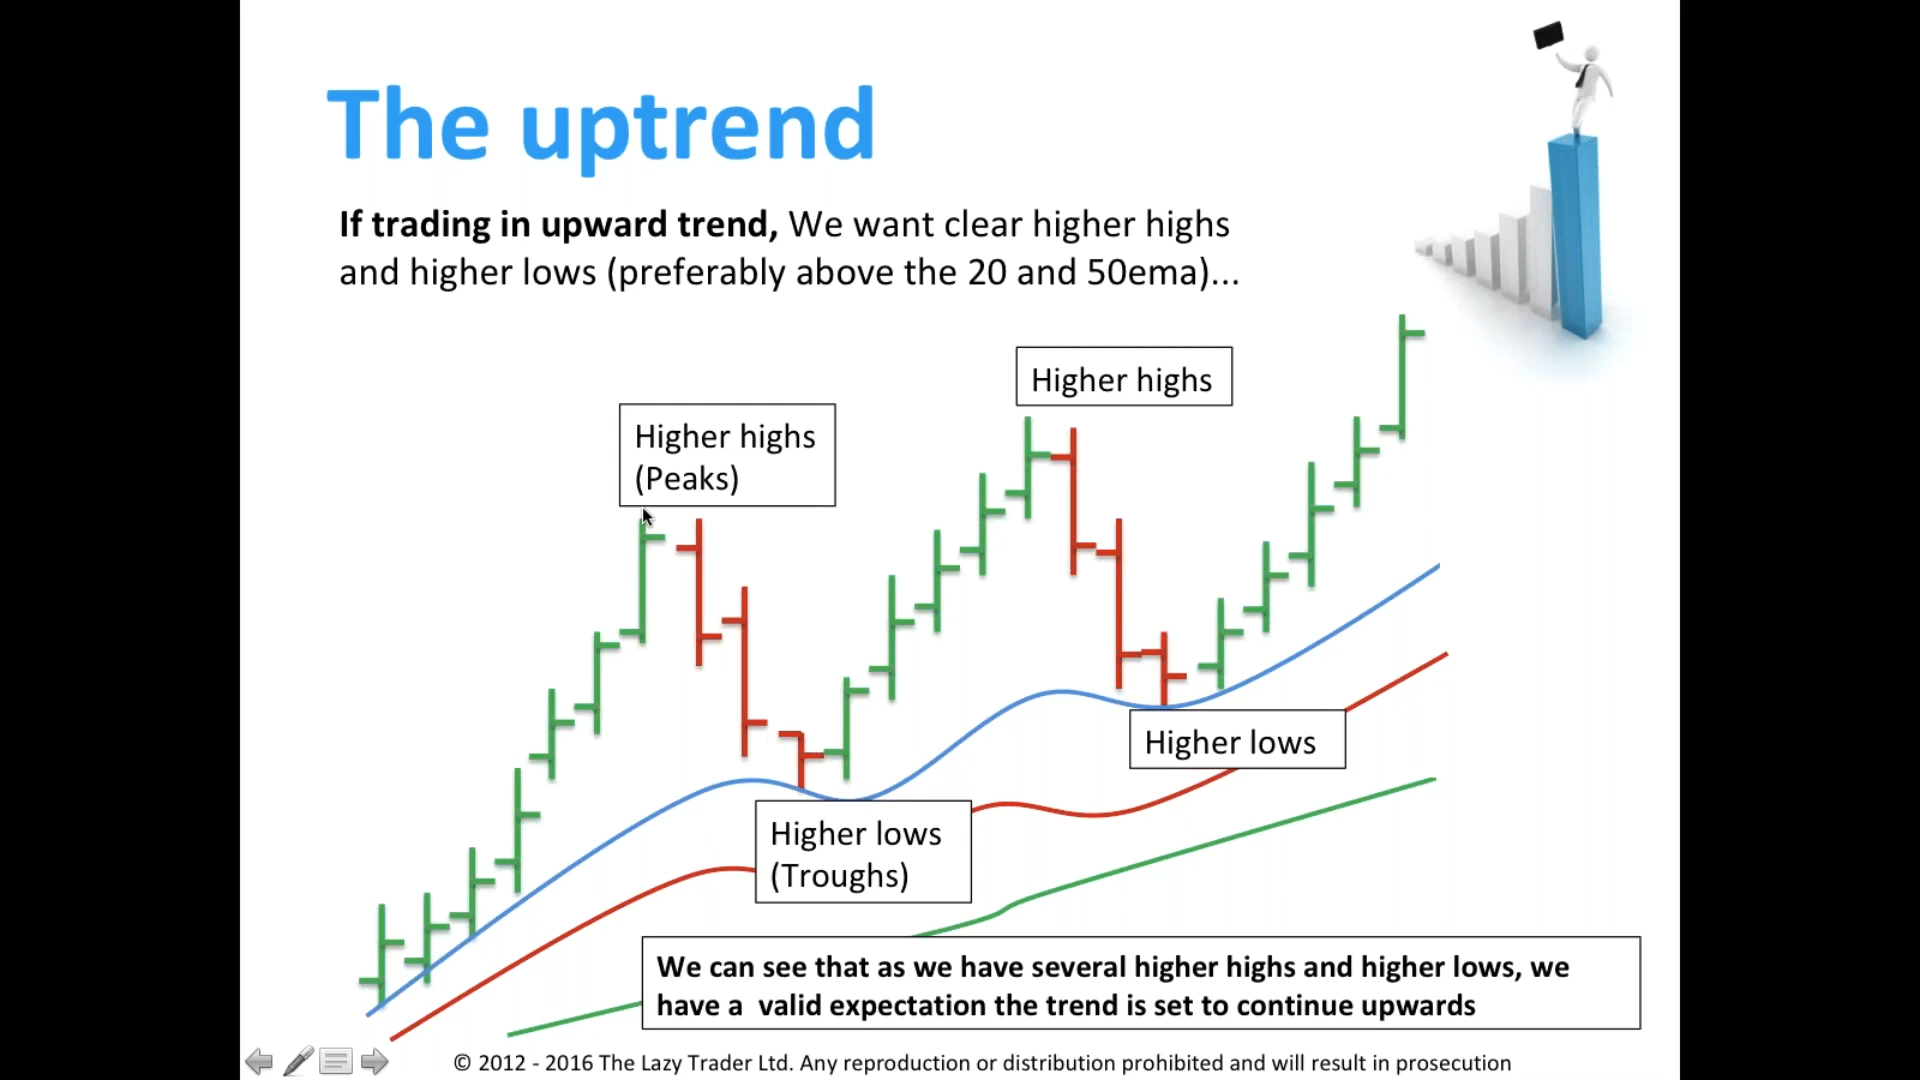 The uptrend
If trading in upward trend, We want clear higher highs
and higher lows (preferably above the 20 and 50ema)...
Higher highs
Higher highs
(Peaks)
Higher lows
Higher lows
(Troughs)
We can see that as we have several higher highs and higher lows, we
have a  valid expectation the trend is set to continue upwards
© 2012 - 2016 The Lazy Trader Ltd. Any reproduction or distribution prohibited and will result in prosecution